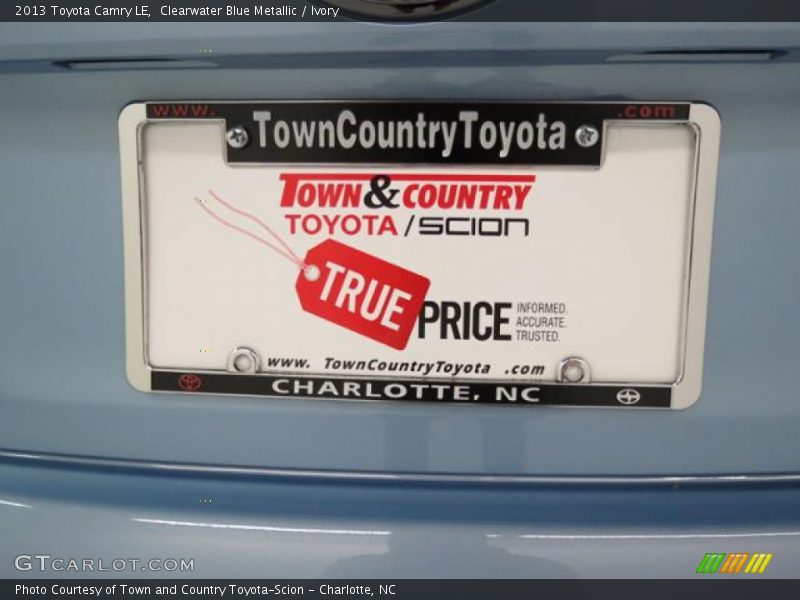 2013 Toyota Camry LE,  Clearwater Blue Metallic / Ivory
www. .com
TownCountryToyota
TOWN & COUNTRY
TOYOTA / SCION
TRUE PRICE
INFORMED.
ACCURATE.
TRUSTED.
www. TownCountryToyota .com
CHARLOTTE, NC
GTCARLOT.COM
Photo Courtesy of Town and Country Toyota-Scion - Charlotte, NC